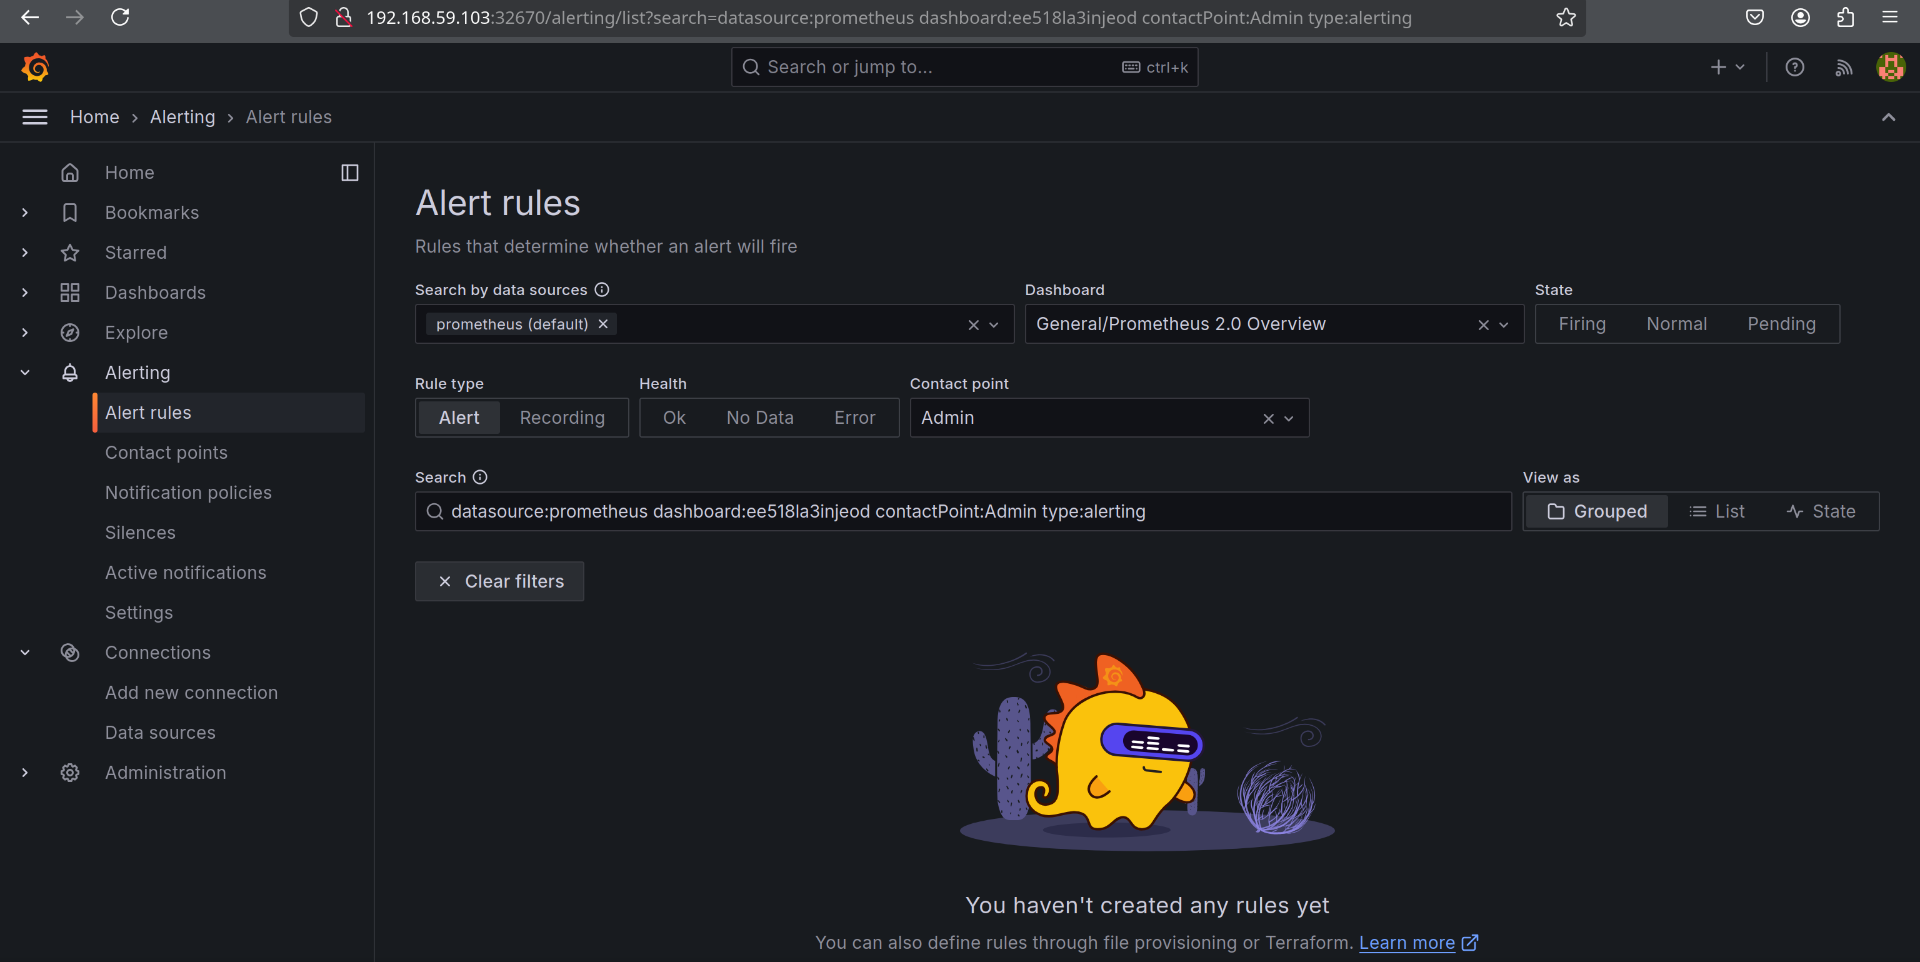 192.168.59.103:32670/alerting/list?search=datasource:prometheus dashboard:ee518la3injeod contactPoint:Admin type:alerting
Search or jump to...
ctrl+k
Home › Alerting › Alert rules
Home
Bookmarks
Starred
Dashboards
Explore
Alerting
Alert rules
Contact points
Notification policies
Silences
Active notifications
Settings
Connections
Add new connection
Data sources
Administration
Alert rules
Rules that determine whether an alert will fire
Search by data sources
prometheus (default)
Dashboard
General/Prometheus 2.0 Overview
State
Firing Normal Pending
Rule type
Alert Recording
Health
Ok No Data Error
Contact point
Admin
Search
datasource:prometheus dashboard:ee518la3injeod contactPoint:Admin type:alerting
View as
Grouped List State
Clear filters
You haven't created any rules yet
You can also define rules through file provisioning or Terraform. Learn more